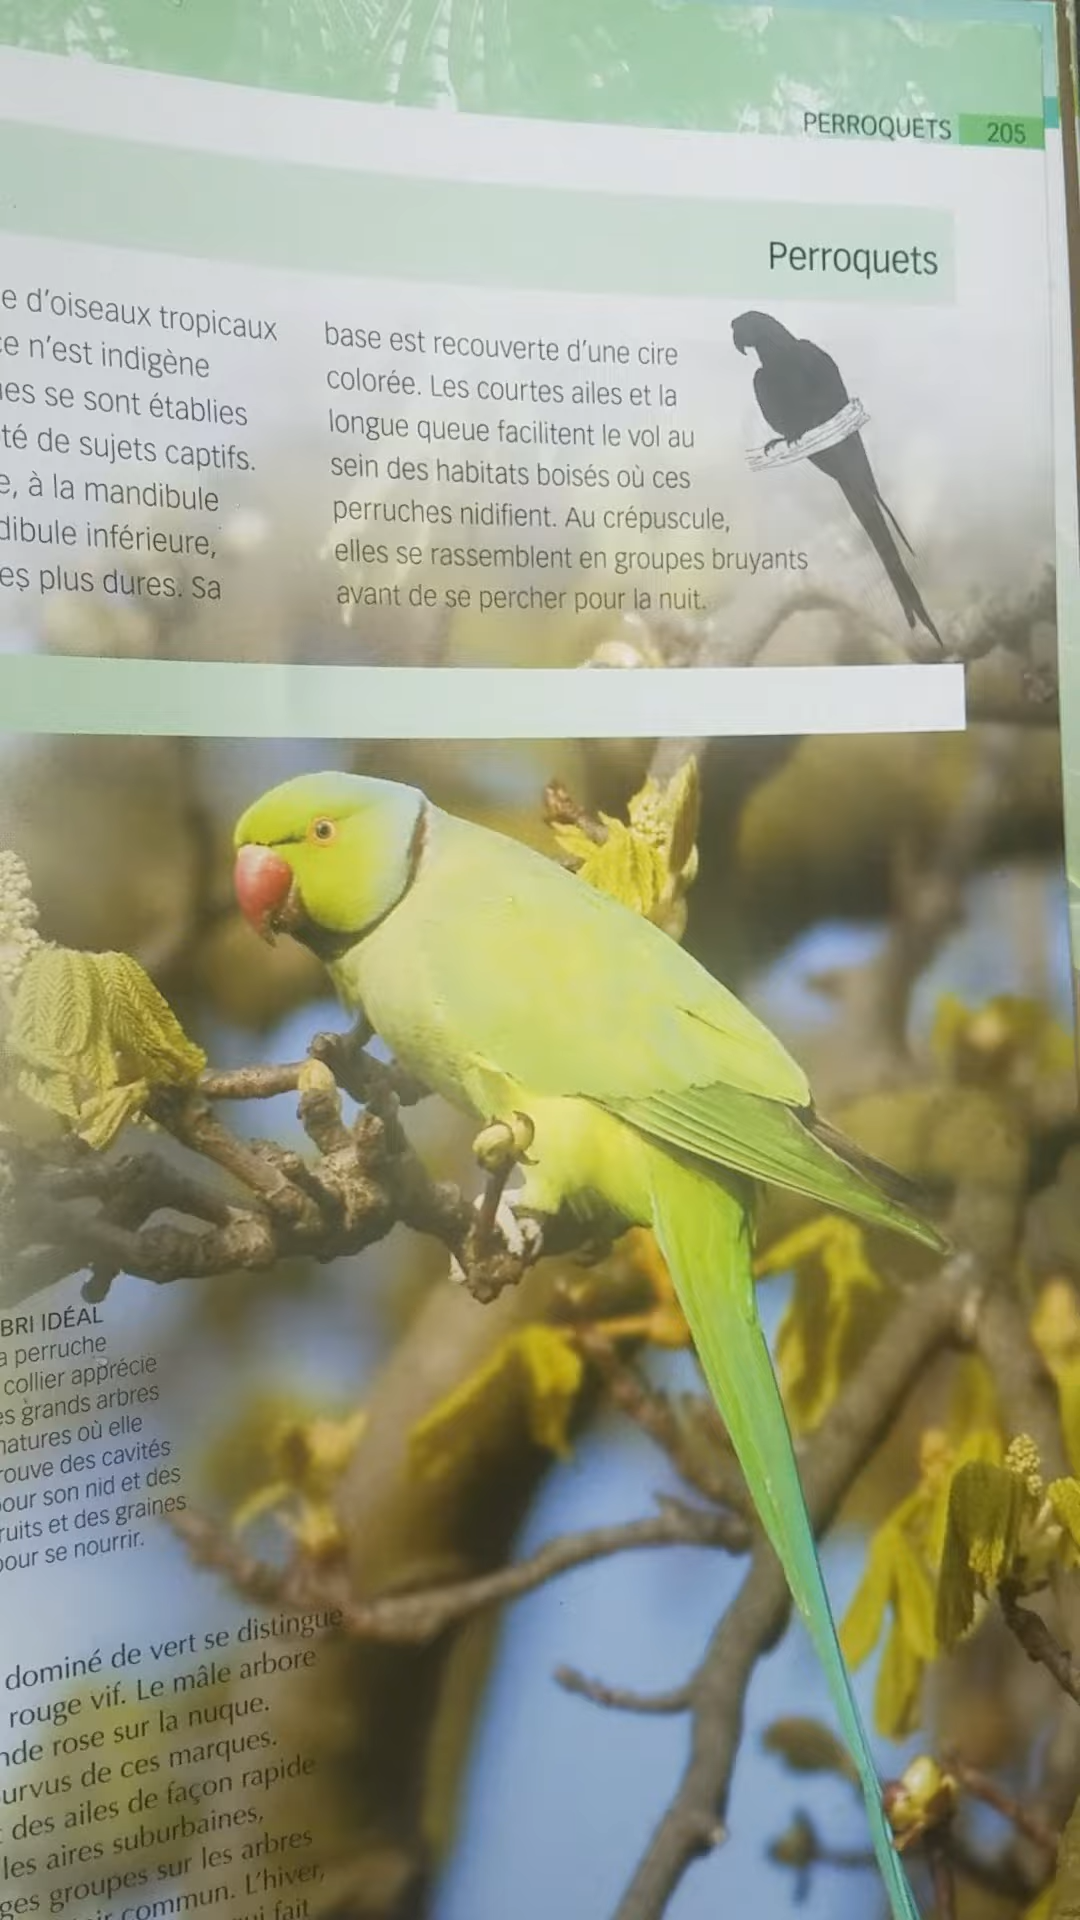 PERROQUETS 205
Perroquets
e d'oiseaux tropicaux
ce n'est indigène
es se sont établies
té de sujets captifs.
e, à la mandibule
dibule inférieure,
es plus dures. Sa
base est recouverte d'une cire
colorée. Les courtes ailes et la
longue queue facilitent le vol au
sein des habitats boisés où ces
perruches nidifient. Au crépuscule,
elles se rassemblent en groupes bruyants
avant de se percher pour la nuit.
BRI IDÉAL
a perruche
collier apprécie
es grands arbres
matures où elle
rouve des cavités
pour son nid et des
ruits et des graines
pour se nourrir.
dominé de vert se distingue
rouge vif. Le mâle arbore
nde rose sur la nuque.
urvus de ces marques.
des ailes de façon rapide
les aires suburbaines,
ges groupes sur les arbres
ir commun. L'hiver,
ui fait